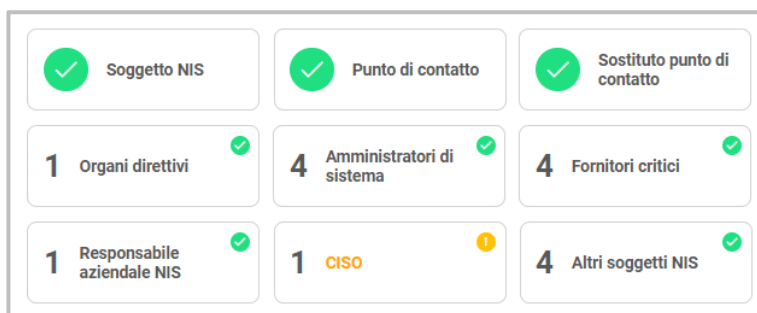 Soggetto NIS
Punto di contatto
Sostituto punto di
contatto
1 Organi direttivi
4 Amministratori di
sistema
4 Fornitori critici
1 Responsabile
aziendale NIS
1 CISO
4 Altri soggetti NIS